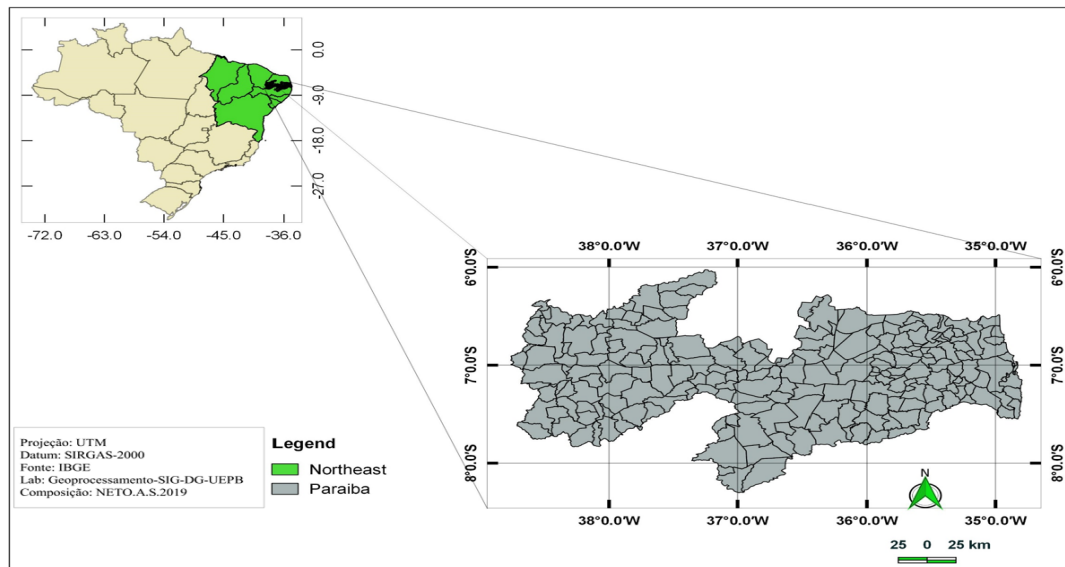 0.0
-9.0
-18.0
-27.0
-72.0 -63.0 -54.0 -45.0 -36.0
38°0.0'W 37°0.0'W 36°0.0'W 35°0.0'W
6°0.0'S 6°0.0'S
7°0.0'S 7°0.0'S
8°0.0'S 8°0.0'S
Projeção: UTM
Datum: SIRGAS-2000
Fonte: IBGE
Lab: Geoprocessamento-SIG-DG-UEPB
Composição: NETO.A.S.2019
Legend
Northeast
Paraiba
N
38°0.0'W 37°0.0'W 36°0.0'W 35°0.0'W
25 0 25 km